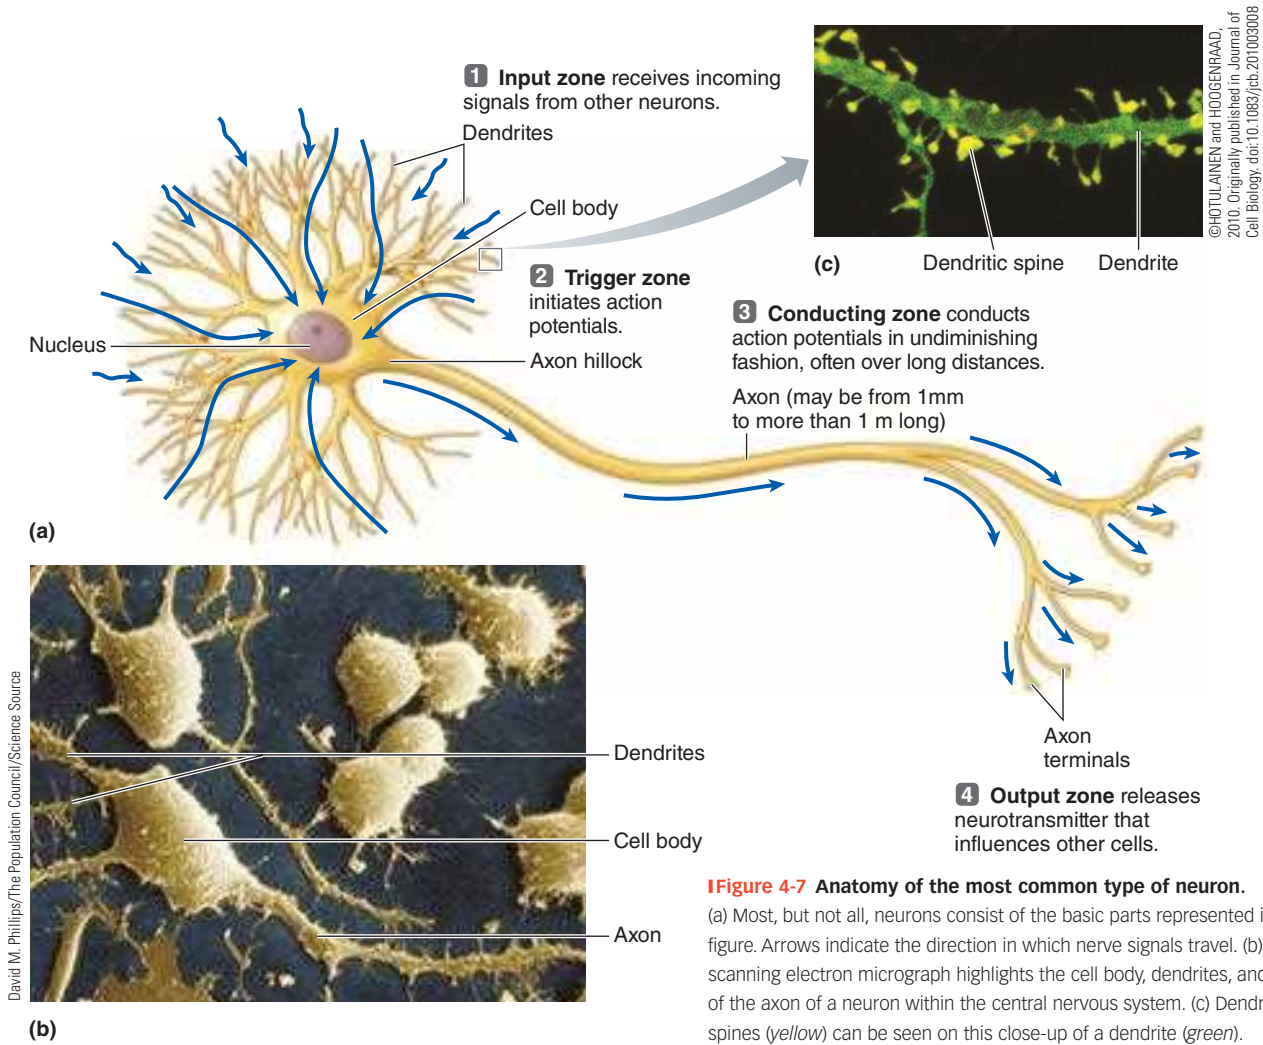 1 Input zone receives incoming
signals from other neurons.
Dendrites
Cell body
2 Trigger zone
initiates action
potentials.
Nucleus
Axon hillock
(a)
(c)
Dendritic spine
Dendrite
©HOTULAINEN and HOOGENRAAD,
2010. Originally published in Journal of
Cell Biology. doi:10.1083/jcb.201003008
3 Conducting zone conducts
action potentials in undiminishing
fashion, often over long distances.
Axon (may be from 1mm
to more than 1 m long)
Axon
terminals
4 Output zone releases
neurotransmitter that
influences other cells.
David M. Phillips/The Population Council/Science Source
Dendrites
Cell body
Axon
(b)
Figure 4-7 Anatomy of the most common type of neuron.
(a) Most, but not all, neurons consist of the basic parts represented i
figure. Arrows indicate the direction in which nerve signals travel. (b)
scanning electron micrograph highlights the cell body, dendrites, and
of the axon of a neuron within the central nervous system. (c) Dendr
spines (yellow) can be seen on this close-up of a dendrite (green).